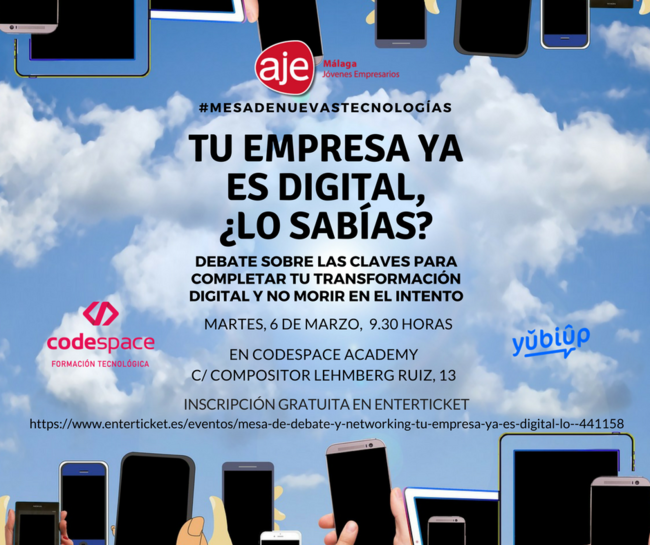 aje
Málaga
Jóvenes Empresarios
#MESADENUEVASTECNOLOGÍAS
TU EMPRESA YA
ES DIGITAL,
¿LO SABÍAS?
DEBATE SOBRE LAS CLAVES PARA
COMPLETAR TU TRANSFORMACIÓN
DIGITAL Y NO MORIR EN EL INTENTO
MARTES, 6 DE MARZO, 9.30 HORAS
codespace
FORMACIÓN TECNOLÓGICA
yŭbiûp
EN CODESPACE ACADEMY
C/ COMPOSITOR LEHMBERG RUIZ, 13
INSCRIPCIÓN GRATUITA EN ENTERTICKET
https://www.enterticket.es/eventos/mesa-de-debate-y-networking-tu-empresa-ya-es-digital-lo--441158